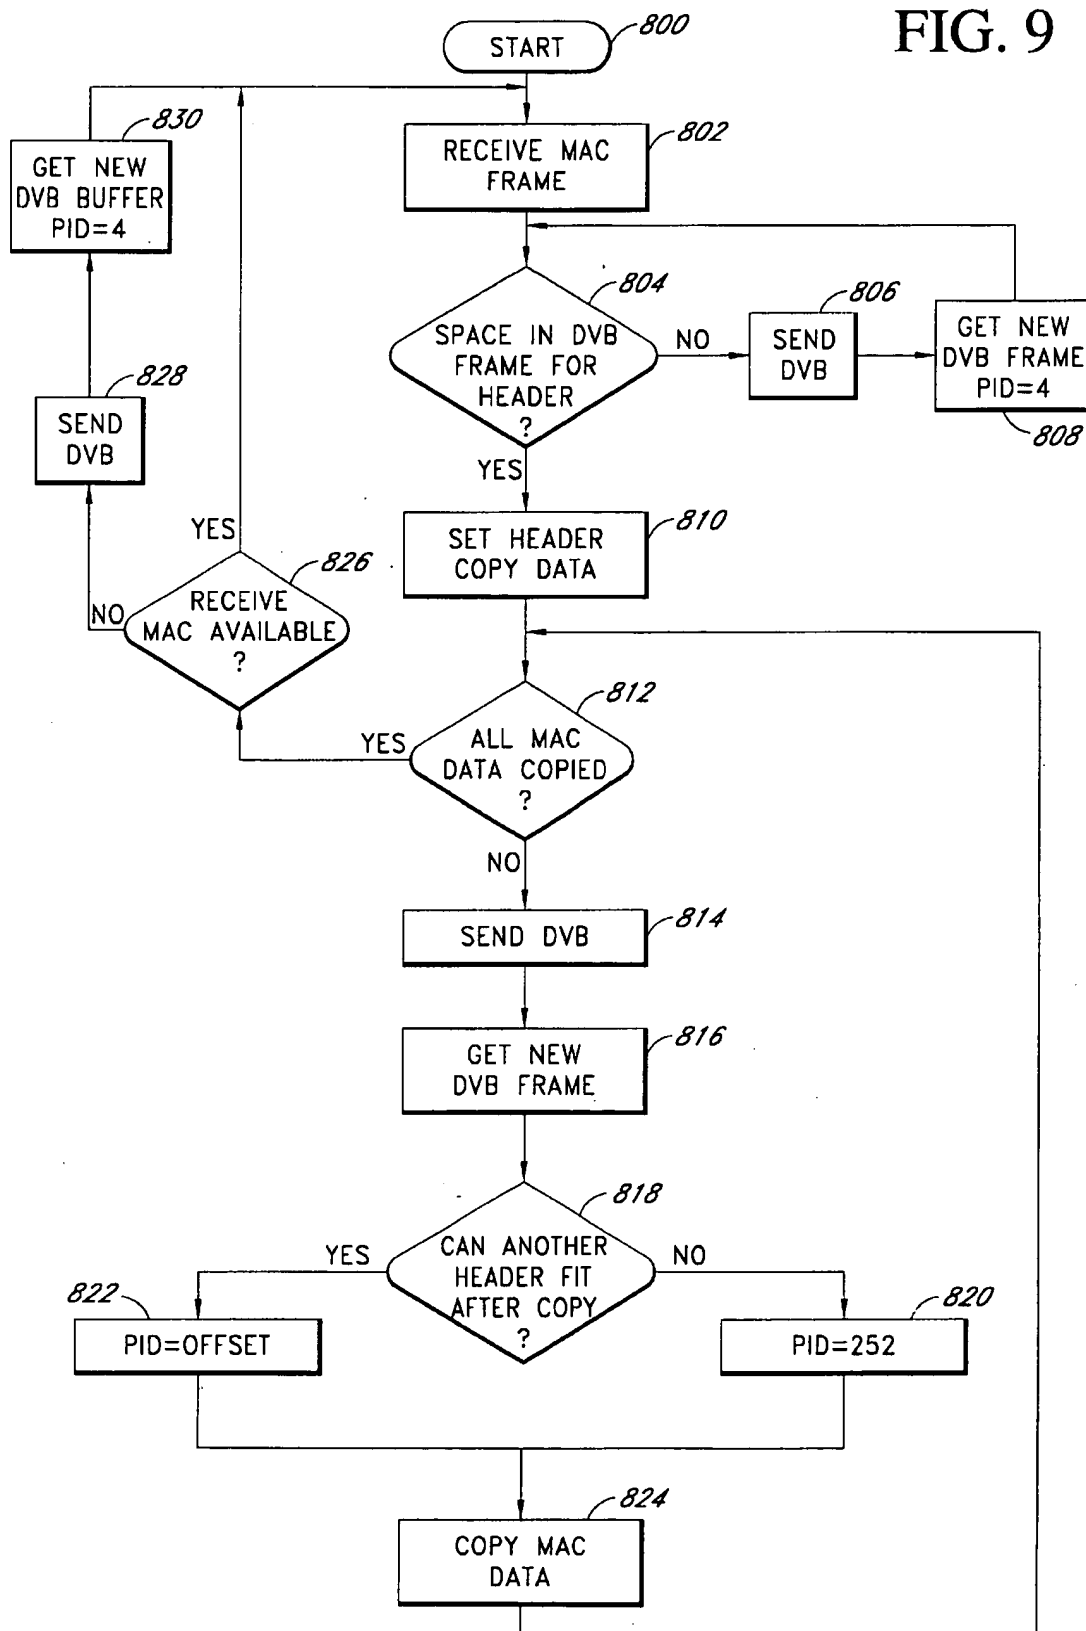 FIG. 9
START
800
830
GET NEW
DVB BUFFER
PID=4
802
RECEIVE MAC
FRAME
804
SPACE IN DVB
FRAME FOR
HEADER
?
NO
806
SEND
DVB
GET NEW
DVB FRAME
PID=4
808
828
SEND
DVB
YES
810
SET HEADER
COPY DATA
YES
826
RECEIVE
MAC AVAILABLE
?
NO
812
ALL MAC
DATA COPIED
?
YES
NO
814
SEND DVB
816
GET NEW
DVB FRAME
818
CAN ANOTHER
HEADER FIT
AFTER COPY
?
YES
NO
822
PID=OFFSET
820
PID=252
824
COPY MAC
DATA